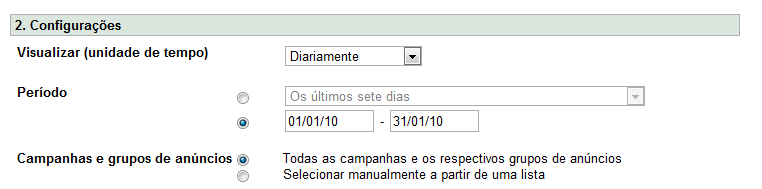 2. Configurações
Visualizar (unidade de tempo) Diariamente
Período Os últimos sete dias
01/01/10 - 31/01/10
Campanhas e grupos de anúncios Todas as campanhas e os respectivos grupos de anúncios
Selecionar manualmente a partir de uma lista